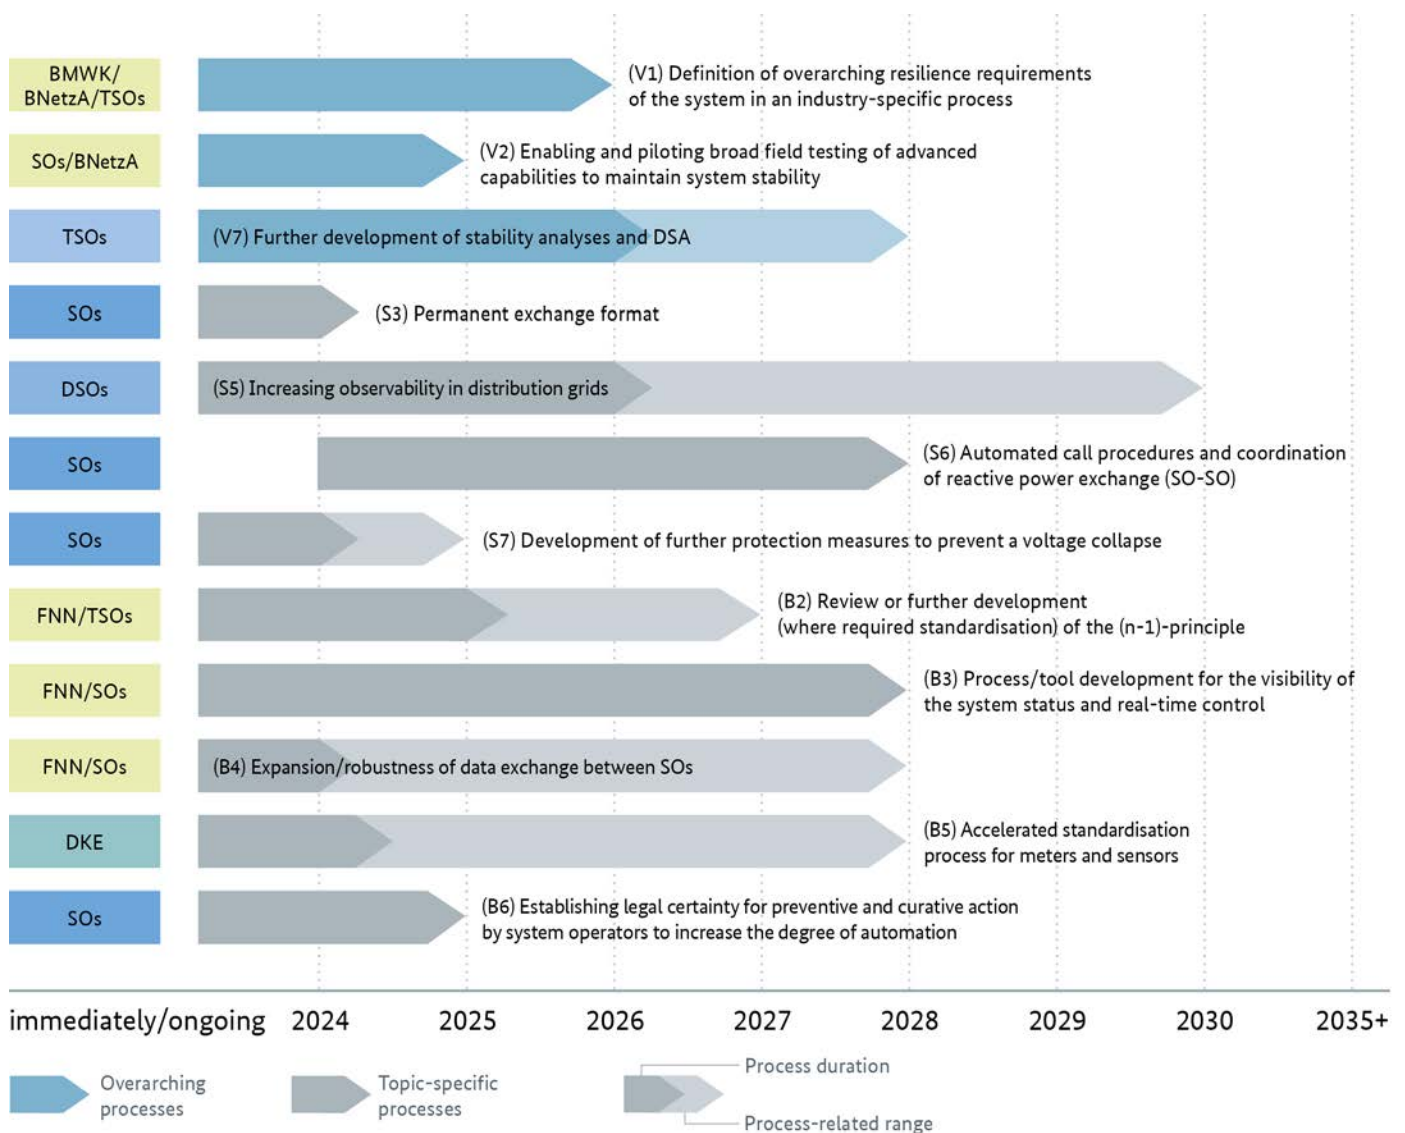 BMWK/
BNetzA/TSOs
(V1) Definition of overarching resilience requirements
of the system in an industry-specific process
SOs/BNetzA
(V2) Enabling and piloting broad field testing of advanced
capabilities to maintain system stability
TSOs
(V7) Further development of stability analyses and DSA
SOs
(S3) Permanent exchange format
DSOs
(S5) Increasing observability in distribution grids
SOs
(S6) Automated call procedures and coordination
of reactive power exchange (SO-SO)
SOs
(S7) Development of further protection measures to prevent a voltage collapse
FNN/TSOs
(B2) Review or further development
(where required standardisation) of the (n-1)-principle
FNN/SOs
(B3) Process/tool development for the visibility of
the system status and real-time control
FNN/SOs
(B4) Expansion/robustness of data exchange between SOs
DKE
(B5) Accelerated standardisation
process for meters and sensors
SOs
(B6) Establishing legal certainty for preventive and curative action
by system operators to increase the degree of automation
immediately/ongoing 2024 2025 2026 2027 2028 2029 2030 2035+
Overarching
processes
Topic-specific
processes
Process duration
Process-related range